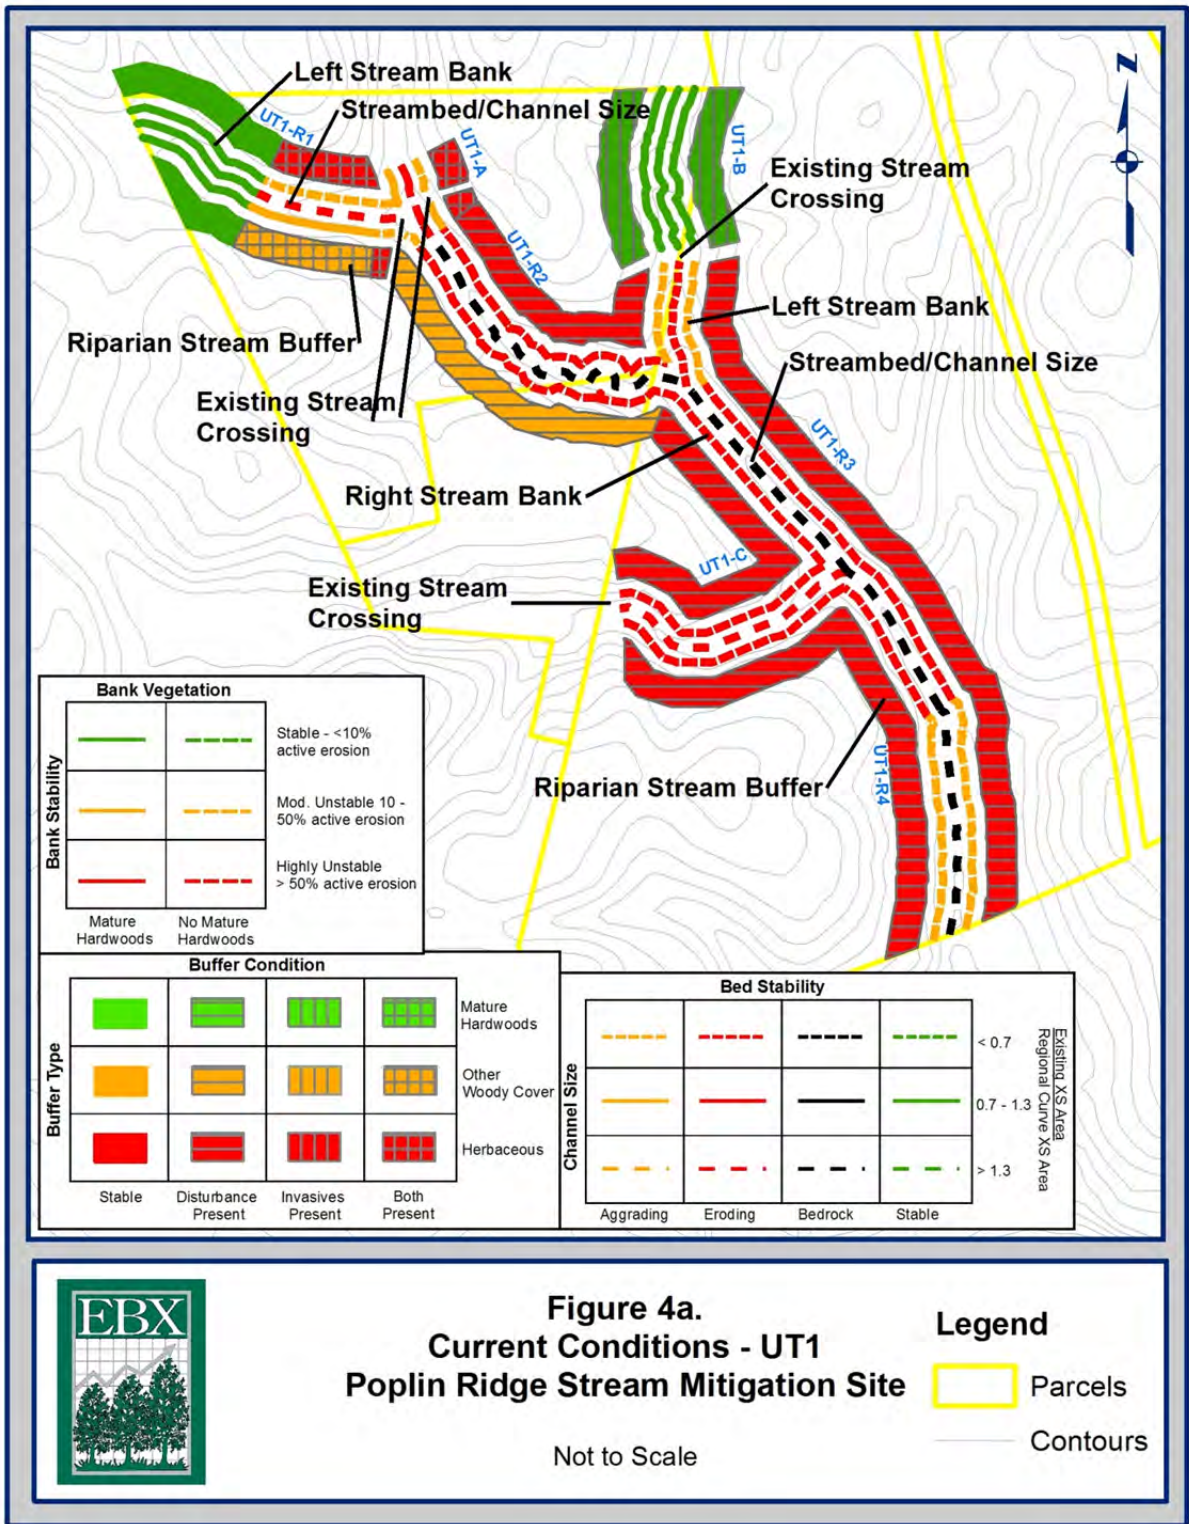 Left Stream Bank
Streambed/Channel Size
UT1-R1
UT1-A
UT1-B
N
Existing Stream
Crossing
UT1-R2
Left Stream Bank
Riparian Stream Buffer
Streambed/Channel Size
Existing Stream
Crossing
UT1-R3
Right Stream Bank
UT1-C
Existing Stream
Crossing
Riparian Stream Buffer
UT1-R4
Bank Vegetation
Bank Stability
Stable - <10%
active erosion
Mod. Unstable 10 -
50% active erosion
Highly Unstable
> 50% active erosion
Mature
Hardwoods
No Mature
Hardwoods
Buffer Condition
Buffer Type
Mature
Hardwoods
Other
Woody Cover
Herbaceous
Stable
Disturbance
Present
Invasives
Present
Both
Present
Bed Stability
Channel Size
< 0.7
0.7 - 1.3
> 1.3
Existing XS Area
Regional Curve XS Area
Aggrading
Eroding
Bedrock
Stable
EBX
Figure 4a.
Current Conditions - UT1
Poplin Ridge Stream Mitigation Site
Not to Scale
Legend
Parcels
Contours